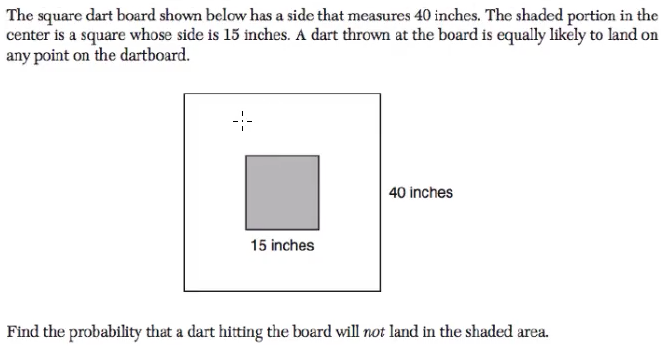 The square dart board shown below has a side that measures 40 inches. The shaded portion in the
center is a square whose side is 15 inches. A dart thrown at the board is equally likely to land on
any point on the dartboard.
40 inches
15 inches
Find the probability that a dart hitting the board will not land in the shaded area.